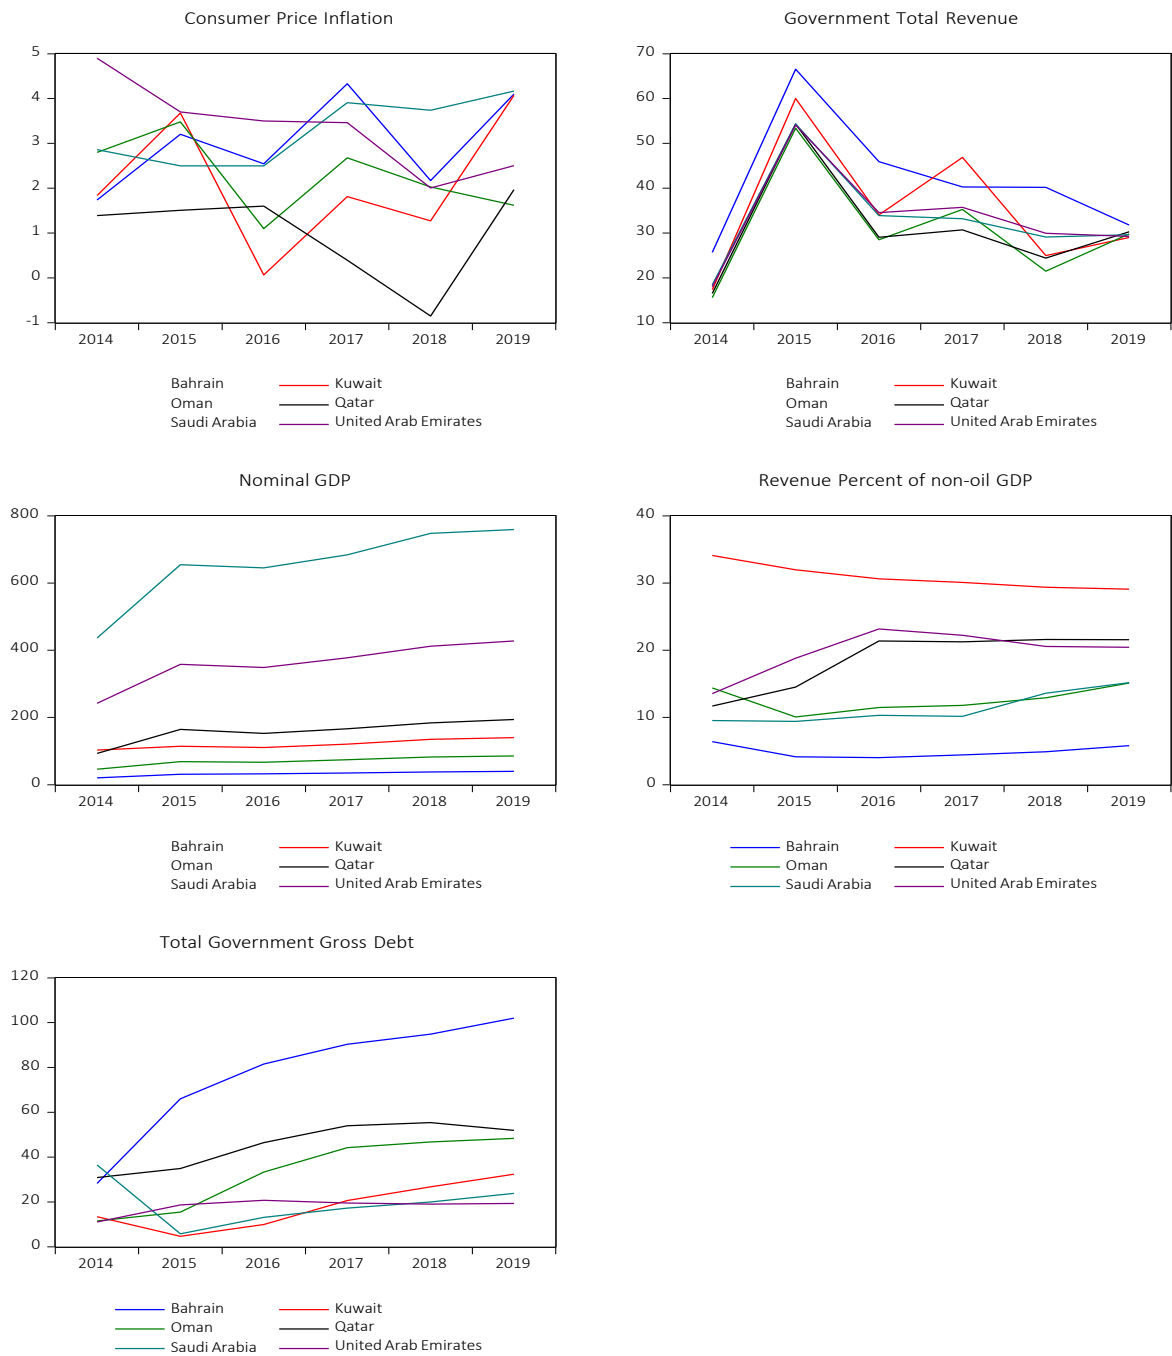 Consumer Price Inflation
5
4
3
2
1
0
-1
2014 2015 2016 2017 2018 2019
Bahrain Kuwait
Oman Qatar
Saudi Arabia United Arab Emirates
Government Total Revenue
70
60
50
40
30
20
10
2014 2015 2016 2017 2018 2019
Bahrain Kuwait
Oman Qatar
Saudi Arabia United Arab Emirates
Nominal GDP
800
600
400
200
0
2014 2015 2016 2017 2018 2019
Bahrain Kuwait
Oman Qatar
Saudi Arabia United Arab Emirates
Revenue Percent of non-oil GDP
40
30
20
10
0
2014 2015 2016 2017 2018 2019
Bahrain Kuwait
Oman Qatar
Saudi Arabia United Arab Emirates
Total Government Gross Debt
120
100
80
60
40
20
0
2014 2015 2016 2017 2018 2019
Bahrain Kuwait
Oman Qatar
Saudi Arabia United Arab Emirates